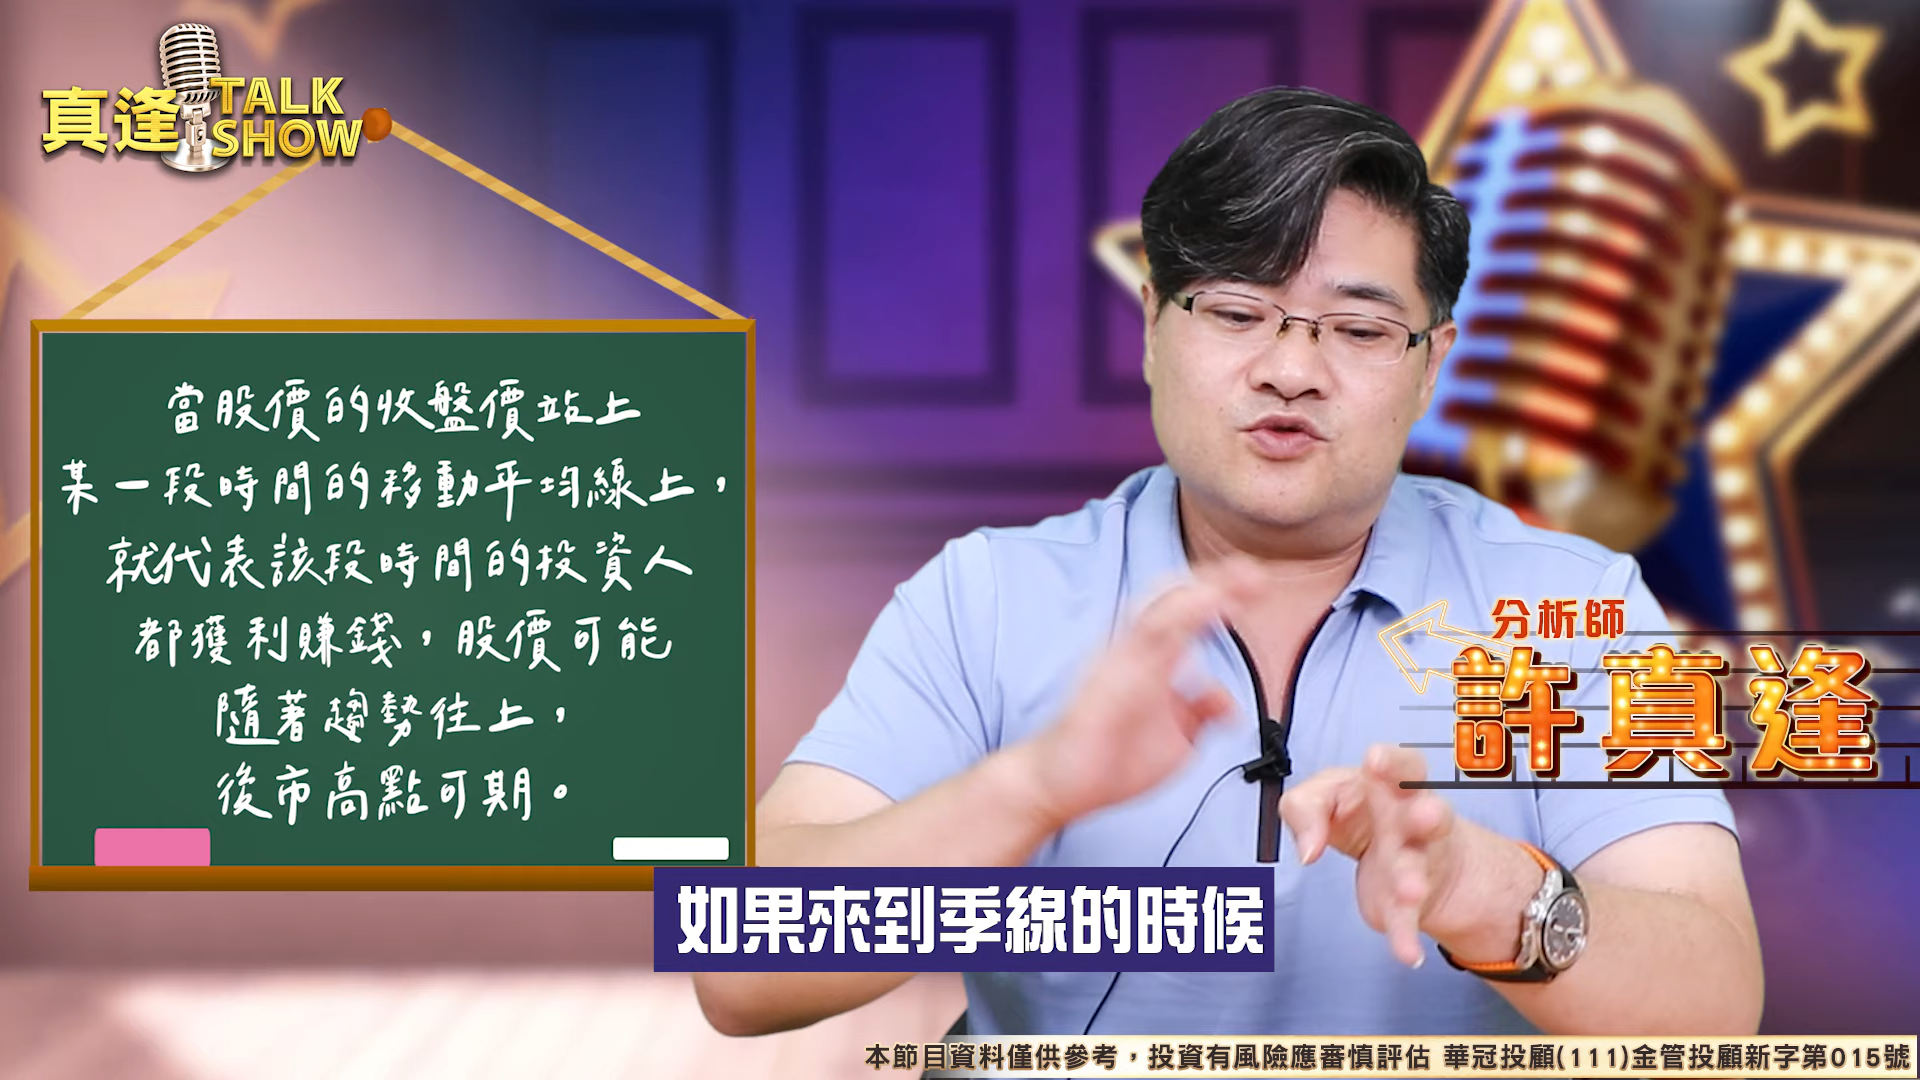 真逢 TALK SHOW
當股價的收盤價站上
某一段時間的移動平均線上，
就代表該段時間的投資人
都獲利賺錢，股價可能
隨著趨勢往上，
後市高點可期。
分析師
許真逢
如果來到季線的時候
本節目資料僅供參考，投資有風險應審慎評估 華冠投顧(111)金管投顧新字第015號